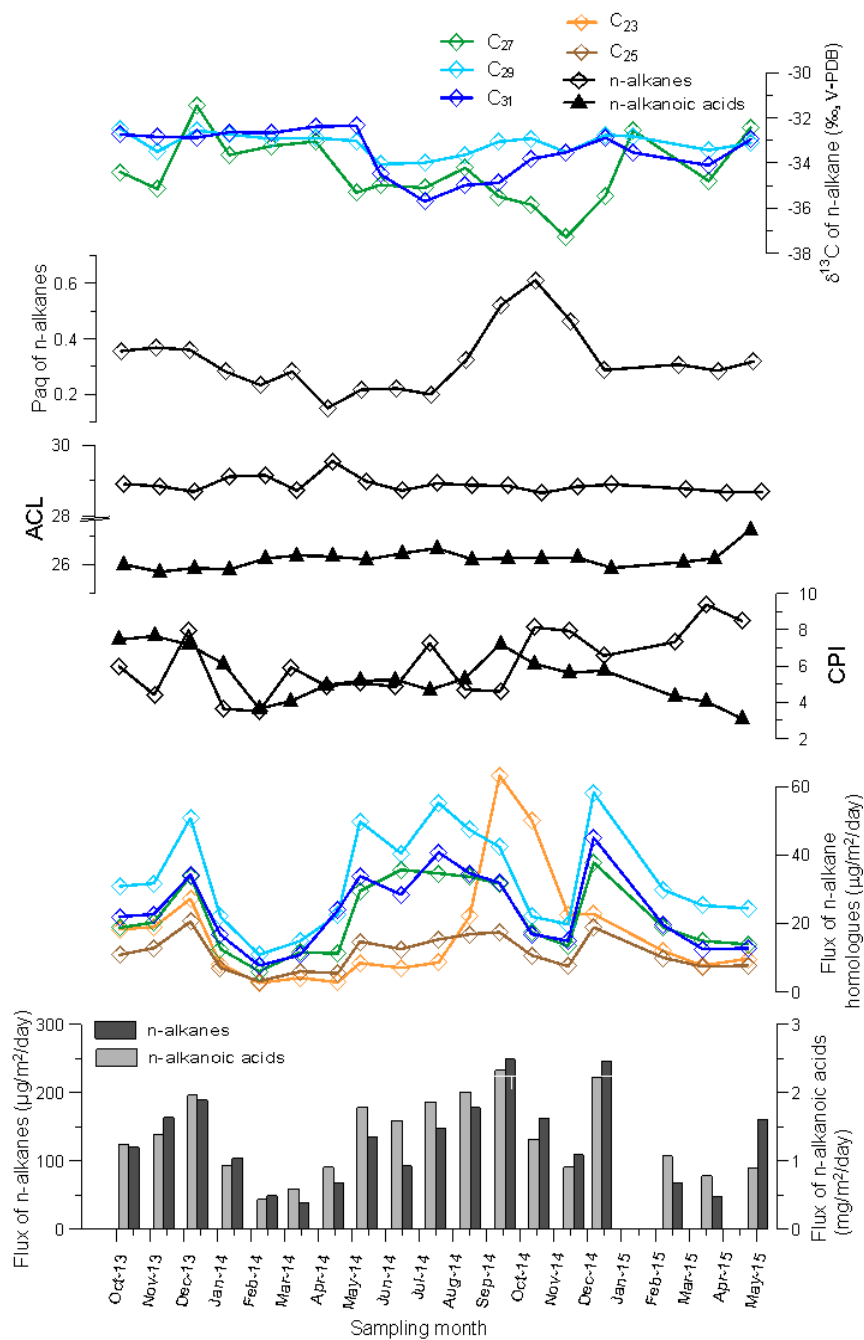 C27
C29
C31
C23
C25
n-alkanes
n-alkanoic acids
-30
-32
-34
-36
-38
δ13C of n-alkane (‰, V-PDB)
0.6
0.4
0.2
Paq of n-alkanes
30
28
26
ACL
10
8
6
4
2
CPI
60
40
20
0
Flux of n-alkane
homologues (µg/m²/day)
n-alkanes
n-alkanoic acids
300
200
100
0
Flux of n-alkanes (µg/m²/day)
3
2
1
0
Flux of n-alkanoic acids
(mg/m²/day)
Oct-13
Nov-13
Dec-13
Jan-14
Feb-14
Mar-14
Apr-14
May-14
Jun-14
Jul-14
Aug-14
Sep-14
Oct-14
Nov-14
Dec-14
Jan-15
Feb-15
Mar-15
Apr-15
May-15
Sampling month